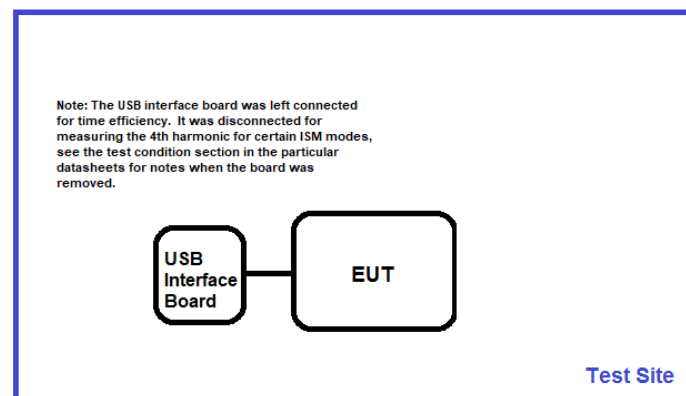 Note: The USB interface board was left connected
for time efficiency.  It was disconnected for
measuring the 4th harmonic for certain ISM modes,
see the test condition section in the particular
datasheets for notes when the board was
removed.
USB
Interface
Board
EUT
Test Site